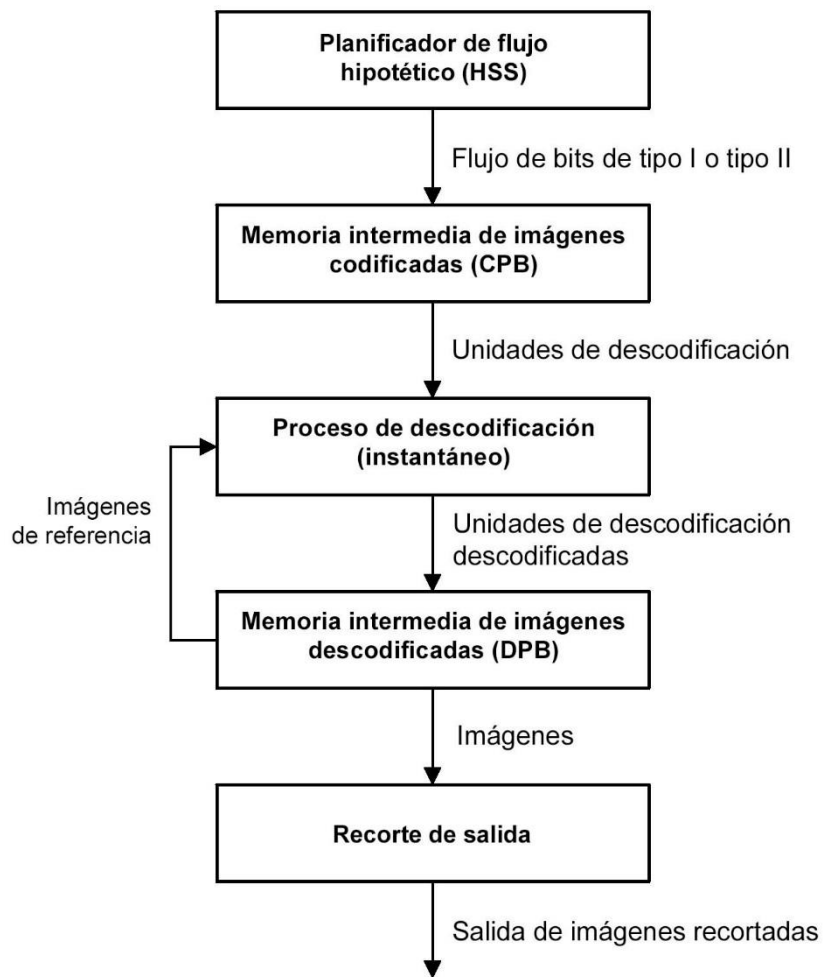 Planificador de flujo
hipotético (HSS)
Flujo de bits de tipo I o tipo II
Memoria intermedia de imágenes
codificadas (CPB)
Unidades de descodificación
Proceso de descodificación
(instantáneo)
Imágenes
de referencia
Unidades de descodificación
descodificadas
Memoria intermedia de imágenes
descodificadas (DPB)
Imágenes
Recorte de salida
Salida de imágenes recortadas